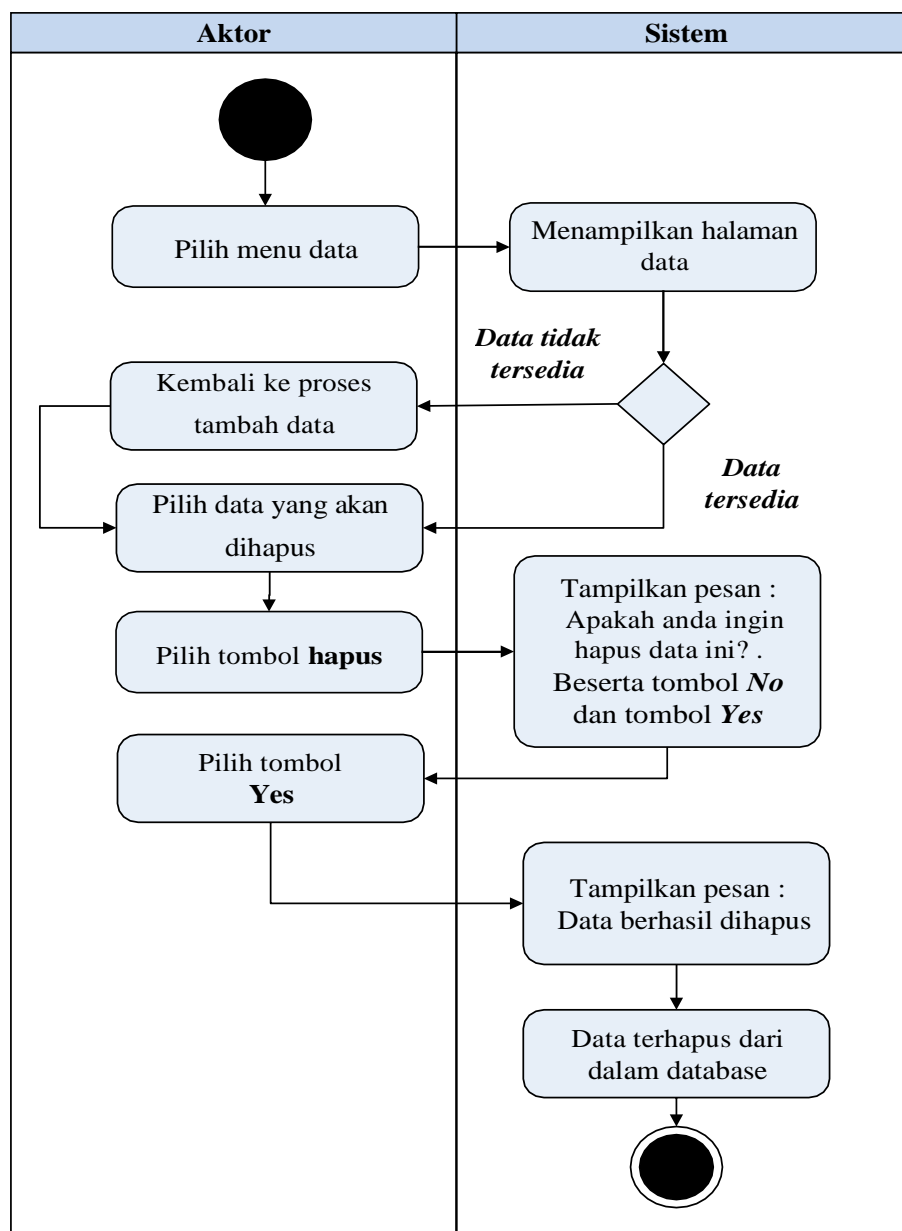 Aktor
Sistem
Pilih menu data
Menampilkan halaman
data
Data tidak
tersedia
Kembali ke proses
tambah data
Data
tersedia
Pilih data yang akan
dihapus
Pilih tombol hapus
Tampilkan pesan :
Apakah anda ingin
hapus data ini? .
Beserta tombol No
dan tombol Yes
Pilih tombol
Yes
Tampilkan pesan :
Data berhasil dihapus
Data terhapus dari
dalam database